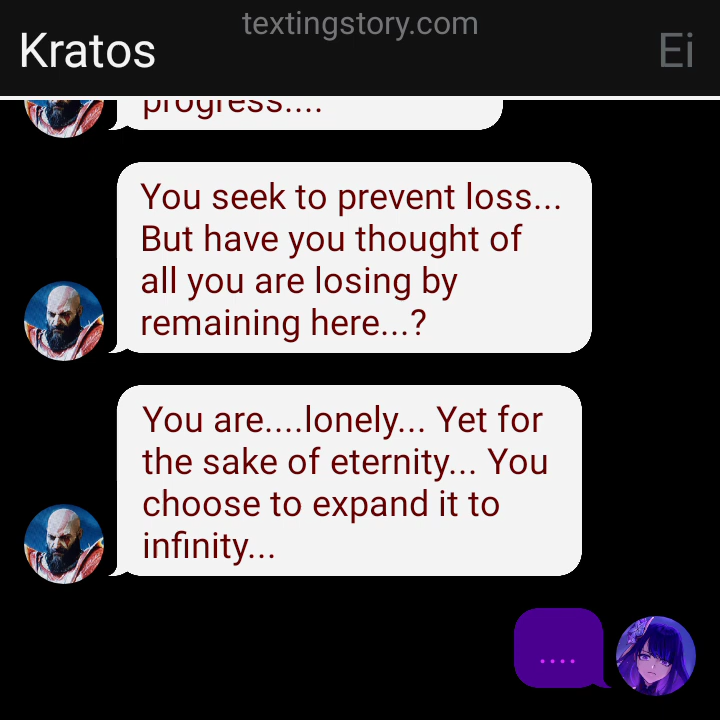 textingstory.com
Kratos
Ei
progress....
You seek to prevent loss...
But have you thought of
all you are losing by
remaining here...?
You are....lonely... Yet for
the sake of eternity... You
choose to expand it to
infinity...
....